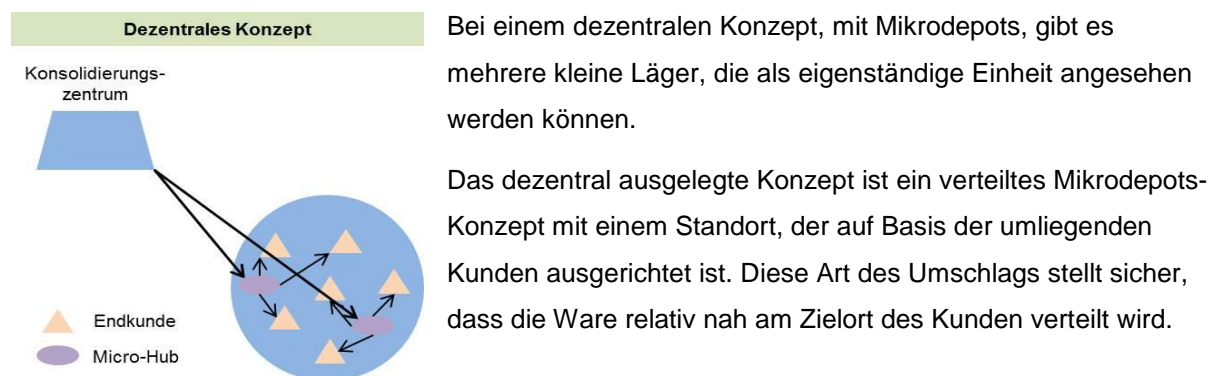 Dezentrales Konzept
Konsolidierungs-
zentrum
Endkunde
Micro-Hub
Bei einem dezentralen Konzept, mit Mikrodepots, gibt es
mehrere kleine Läger, die als eigenständige Einheit angesehen
werden können.
Das dezentral ausgelegte Konzept ist ein verteiltes Mikrodepots-
Konzept mit einem Standort, der auf Basis der umliegenden
Kunden ausgerichtet ist. Diese Art des Umschlags stellt sicher,
dass die Ware relativ nah am Zielort des Kunden verteilt wird.